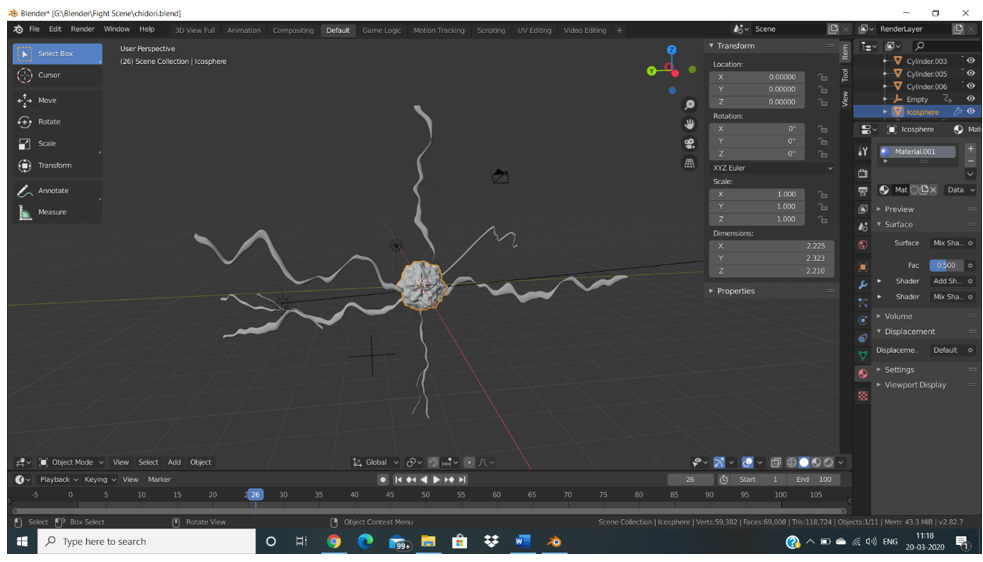 Blender* [G:\Blender/Fight Scene\chidori.blend]
File Edit Render Window Help 3D View Full Animation Compositing Default Game Logic Motion Tracking Scripting UV Editing Video Editing + Scene RenderLayer
Select Box
Cursor
Move
Rotate
Scale
Transform
Annotate
Measure
User Perspective
(26) Scene Collection | Icosphere
Z
Y
Transform
Location:
X 0.00000
Y 0.00000
Z 0.00000
Rotation:
X 0°
Y 0°
Z 0°
XYZ Euler
Scale:
X 1.000
Y 1.000
Z 1.000
Dimensions:
X 2.225
Y 2.323
Z 2.210
Properties
Item
Tool
View
Cylinder.003
Cylinder.005
Cylinder.006
Empty
Icosphere
Icosphere Mat
Material.001
Mat Data
Preview
Surface
Surface Mix Sha..
Fac 0.500
Shader Add Sh..
Shader Mix Sha..
Volume
Displacement
Displaceme.. Default
Settings
Viewport Display
Object Mode View Select Add Object Global
Playback Keying View Marker 26 Start 1 End 100
-5 0 5 10 15 20 26 30 35 40 45 50 55 60 65 70 75 80 85 90 95 100 105
Select Box Select Rotate View Object Context Menu Scene Collection | Icosphere | Verts:59,382 | Faces:69,008 | Tris:118,724 | Objects:1/11 | Mem: 43.3 MiB | v2.82.7
Type here to search
99+
ENG
11:18
20-03-2020
1